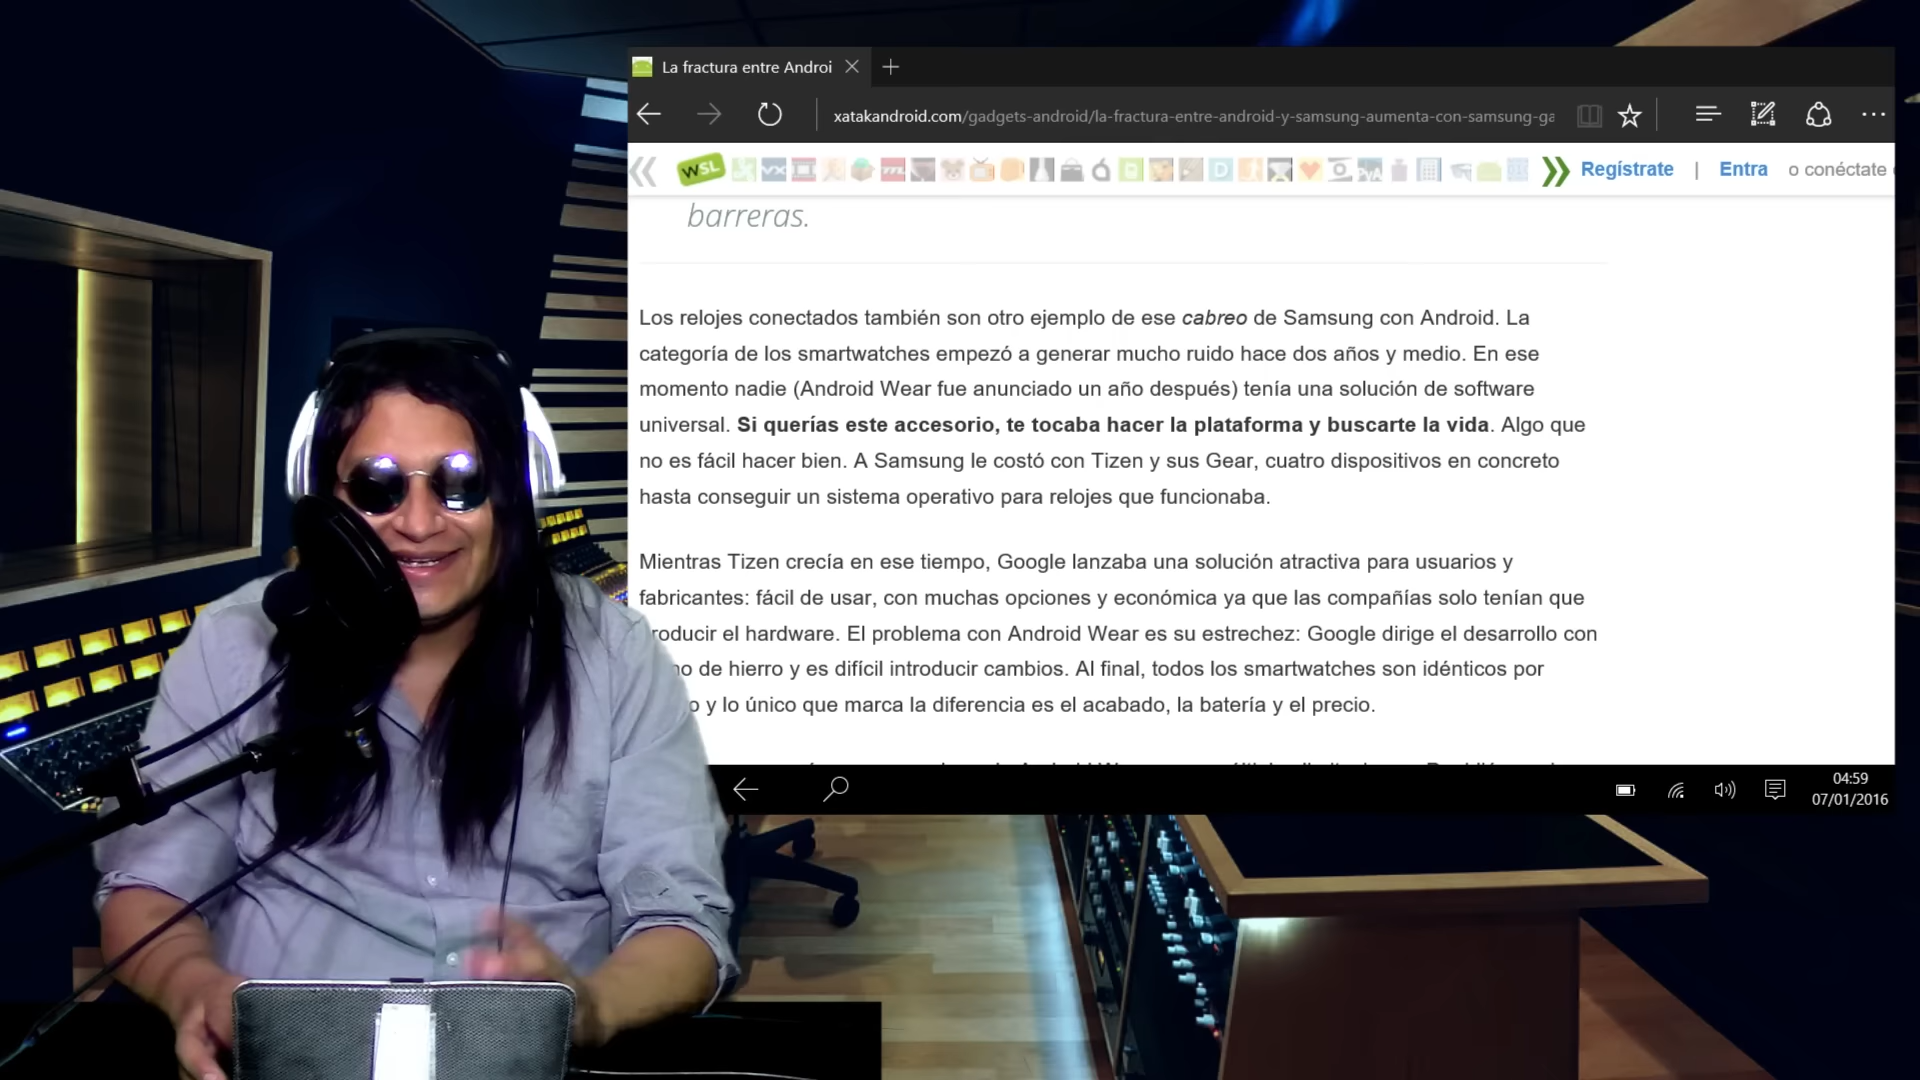 La fractura entre Androi
xatakandroid.com/gadgets-android/la-fractura-entre-android-y-samsung-aumenta-con-samsung-ga
WSL
Regístrate | Entra o conéctate
barreras.
Los relojes conectados también son otro ejemplo de ese cabreo de Samsung con Android. La
categoría de los smartwatches empezó a generar mucho ruido hace dos años y medio. En ese
momento nadie (Android Wear fue anunciado un año después) tenía una solución de software
universal. Si querías este accesorio, te tocaba hacer la plataforma y buscarte la vida. Algo que
no es fácil hacer bien. A Samsung le costó con Tizen y sus Gear, cuatro dispositivos en concreto
hasta conseguir un sistema operativo para relojes que funcionaba.
Mientras Tizen crecía en ese tiempo, Google lanzaba una solución atractiva para usuarios y
fabricantes: fácil de usar, con muchas opciones y económica ya que las compañías solo tenían que
roducir el hardware. El problema con Android Wear es su estrechez: Google dirige el desarrollo con
no de hierro y es difícil introducir cambios. Al final, todos los smartwatches son idénticos por
o y lo único que marca la diferencia es el acabado, la batería y el precio.
04:59
07/01/2016